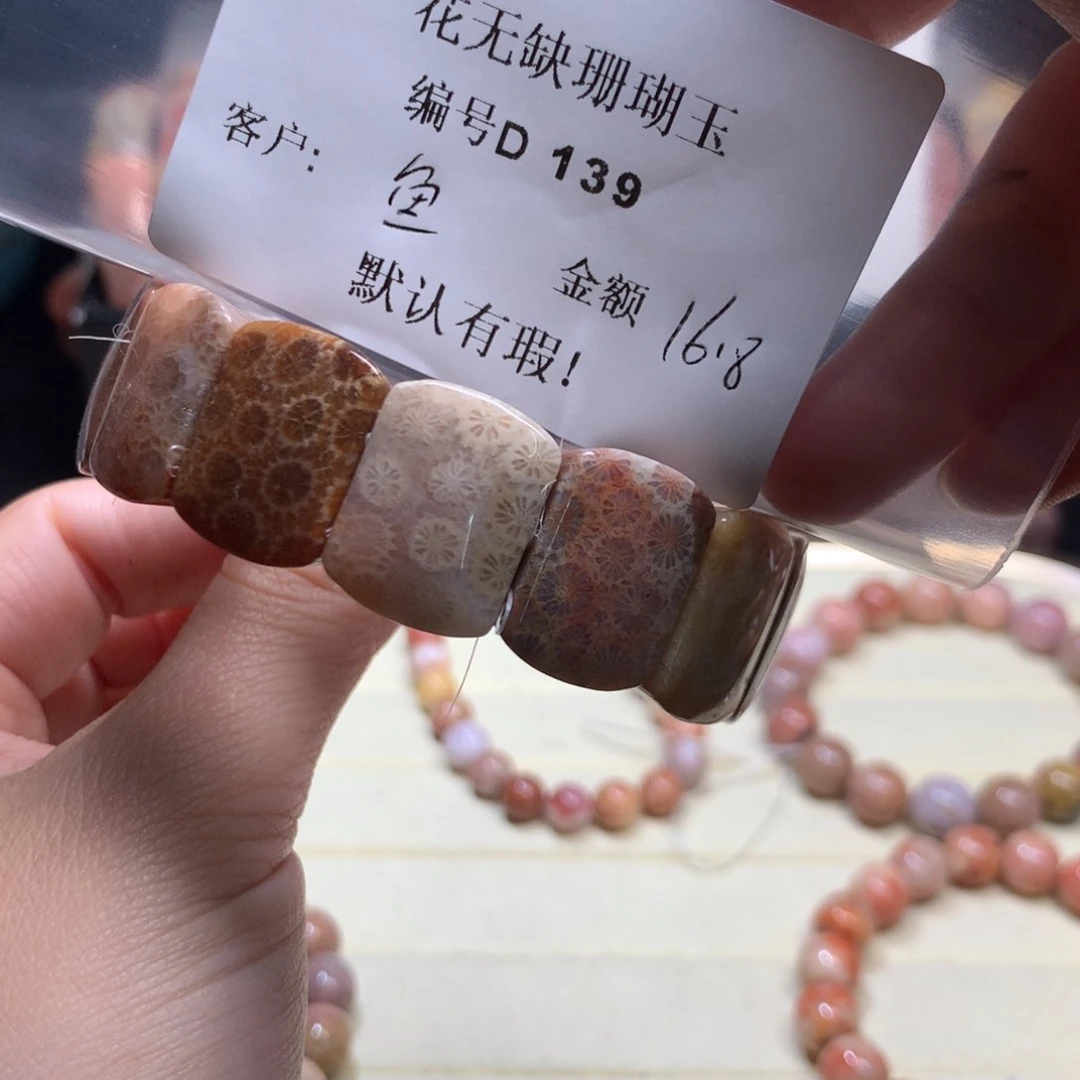 花无缺珊瑚玉
编号D 139
客户: 鱼
金额 16.8
默认有瑕!